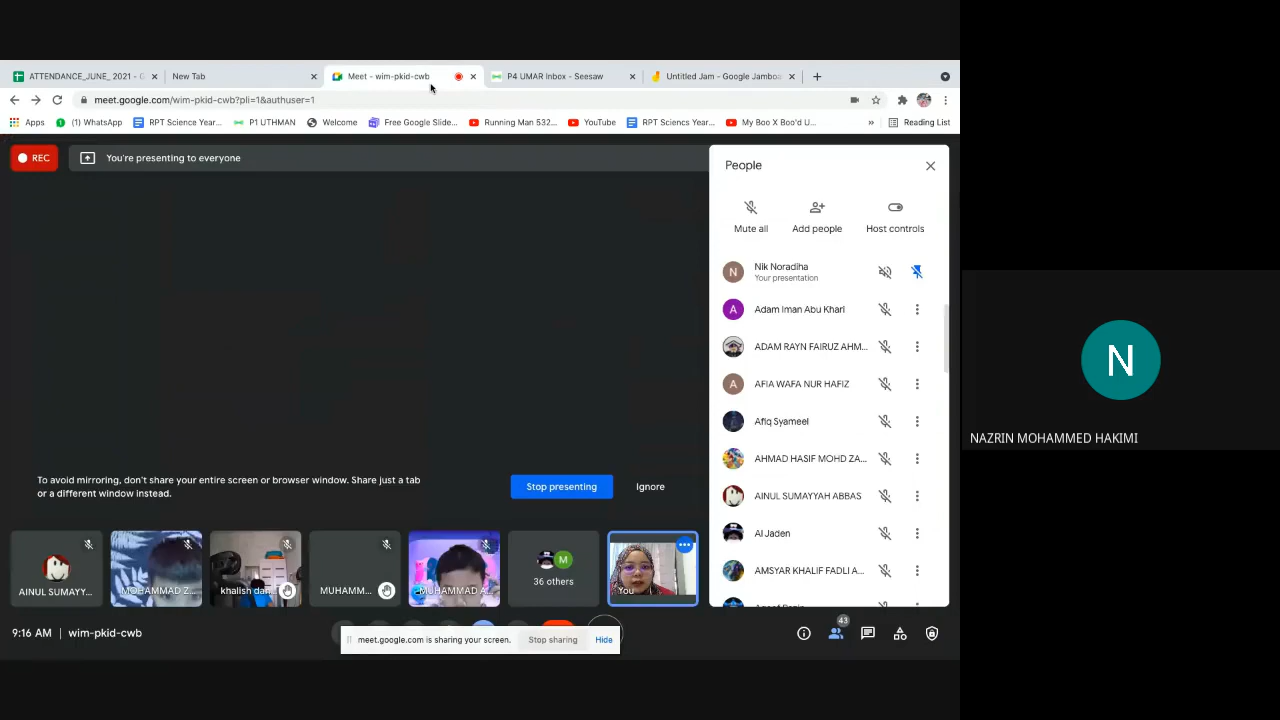 ATTENDANCE_JUNE_ 2021 - G
New Tab
Meet - wim-pkid-cwb
P4 UMAR Inbox - Seesaw
Untitled Jam - Google Jamboa
meet.google.com/wim-pkid-cwb?pli=1&authuser=1
Apps
(1) WhatsApp
RPT Science Year...
P1 UTHMAN
Welcome
Free Google Slide...
Running Man 532...
YouTube
RPT Sciencs Year...
My Boo X Boo'd U...
»
Reading List
REC
You're presenting to everyone
People
Mute all
Add people
Host controls
N
Nik Noradiha
Your presentation
A
Adam Iman Abu Khari
ADAM RAYN FAIRUZ AHM...
A
AFIA WAFA NUR HAFIZ
Afiq Syameel
AHMAD HASIF MOHD ZA...
AINUL SUMAYYAH ABBAS
Al Jaden
AMSYAR KHALIF FADLI A...
To avoid mirroring, don't share your entire screen or browser window. Share just a tab
or a different window instead.
Stop presenting
Ignore
AINUL SUMAYY...
MOHAMMAD Z...
khalish dan...
MUHAMM...
MUHAMMAD A...
M
36 others
You
9:16 AM | wim-pkid-cwb
meet.google.com is sharing your screen.
Stop sharing
Hide
43
N
NAZRIN MOHAMMED HAKIMI